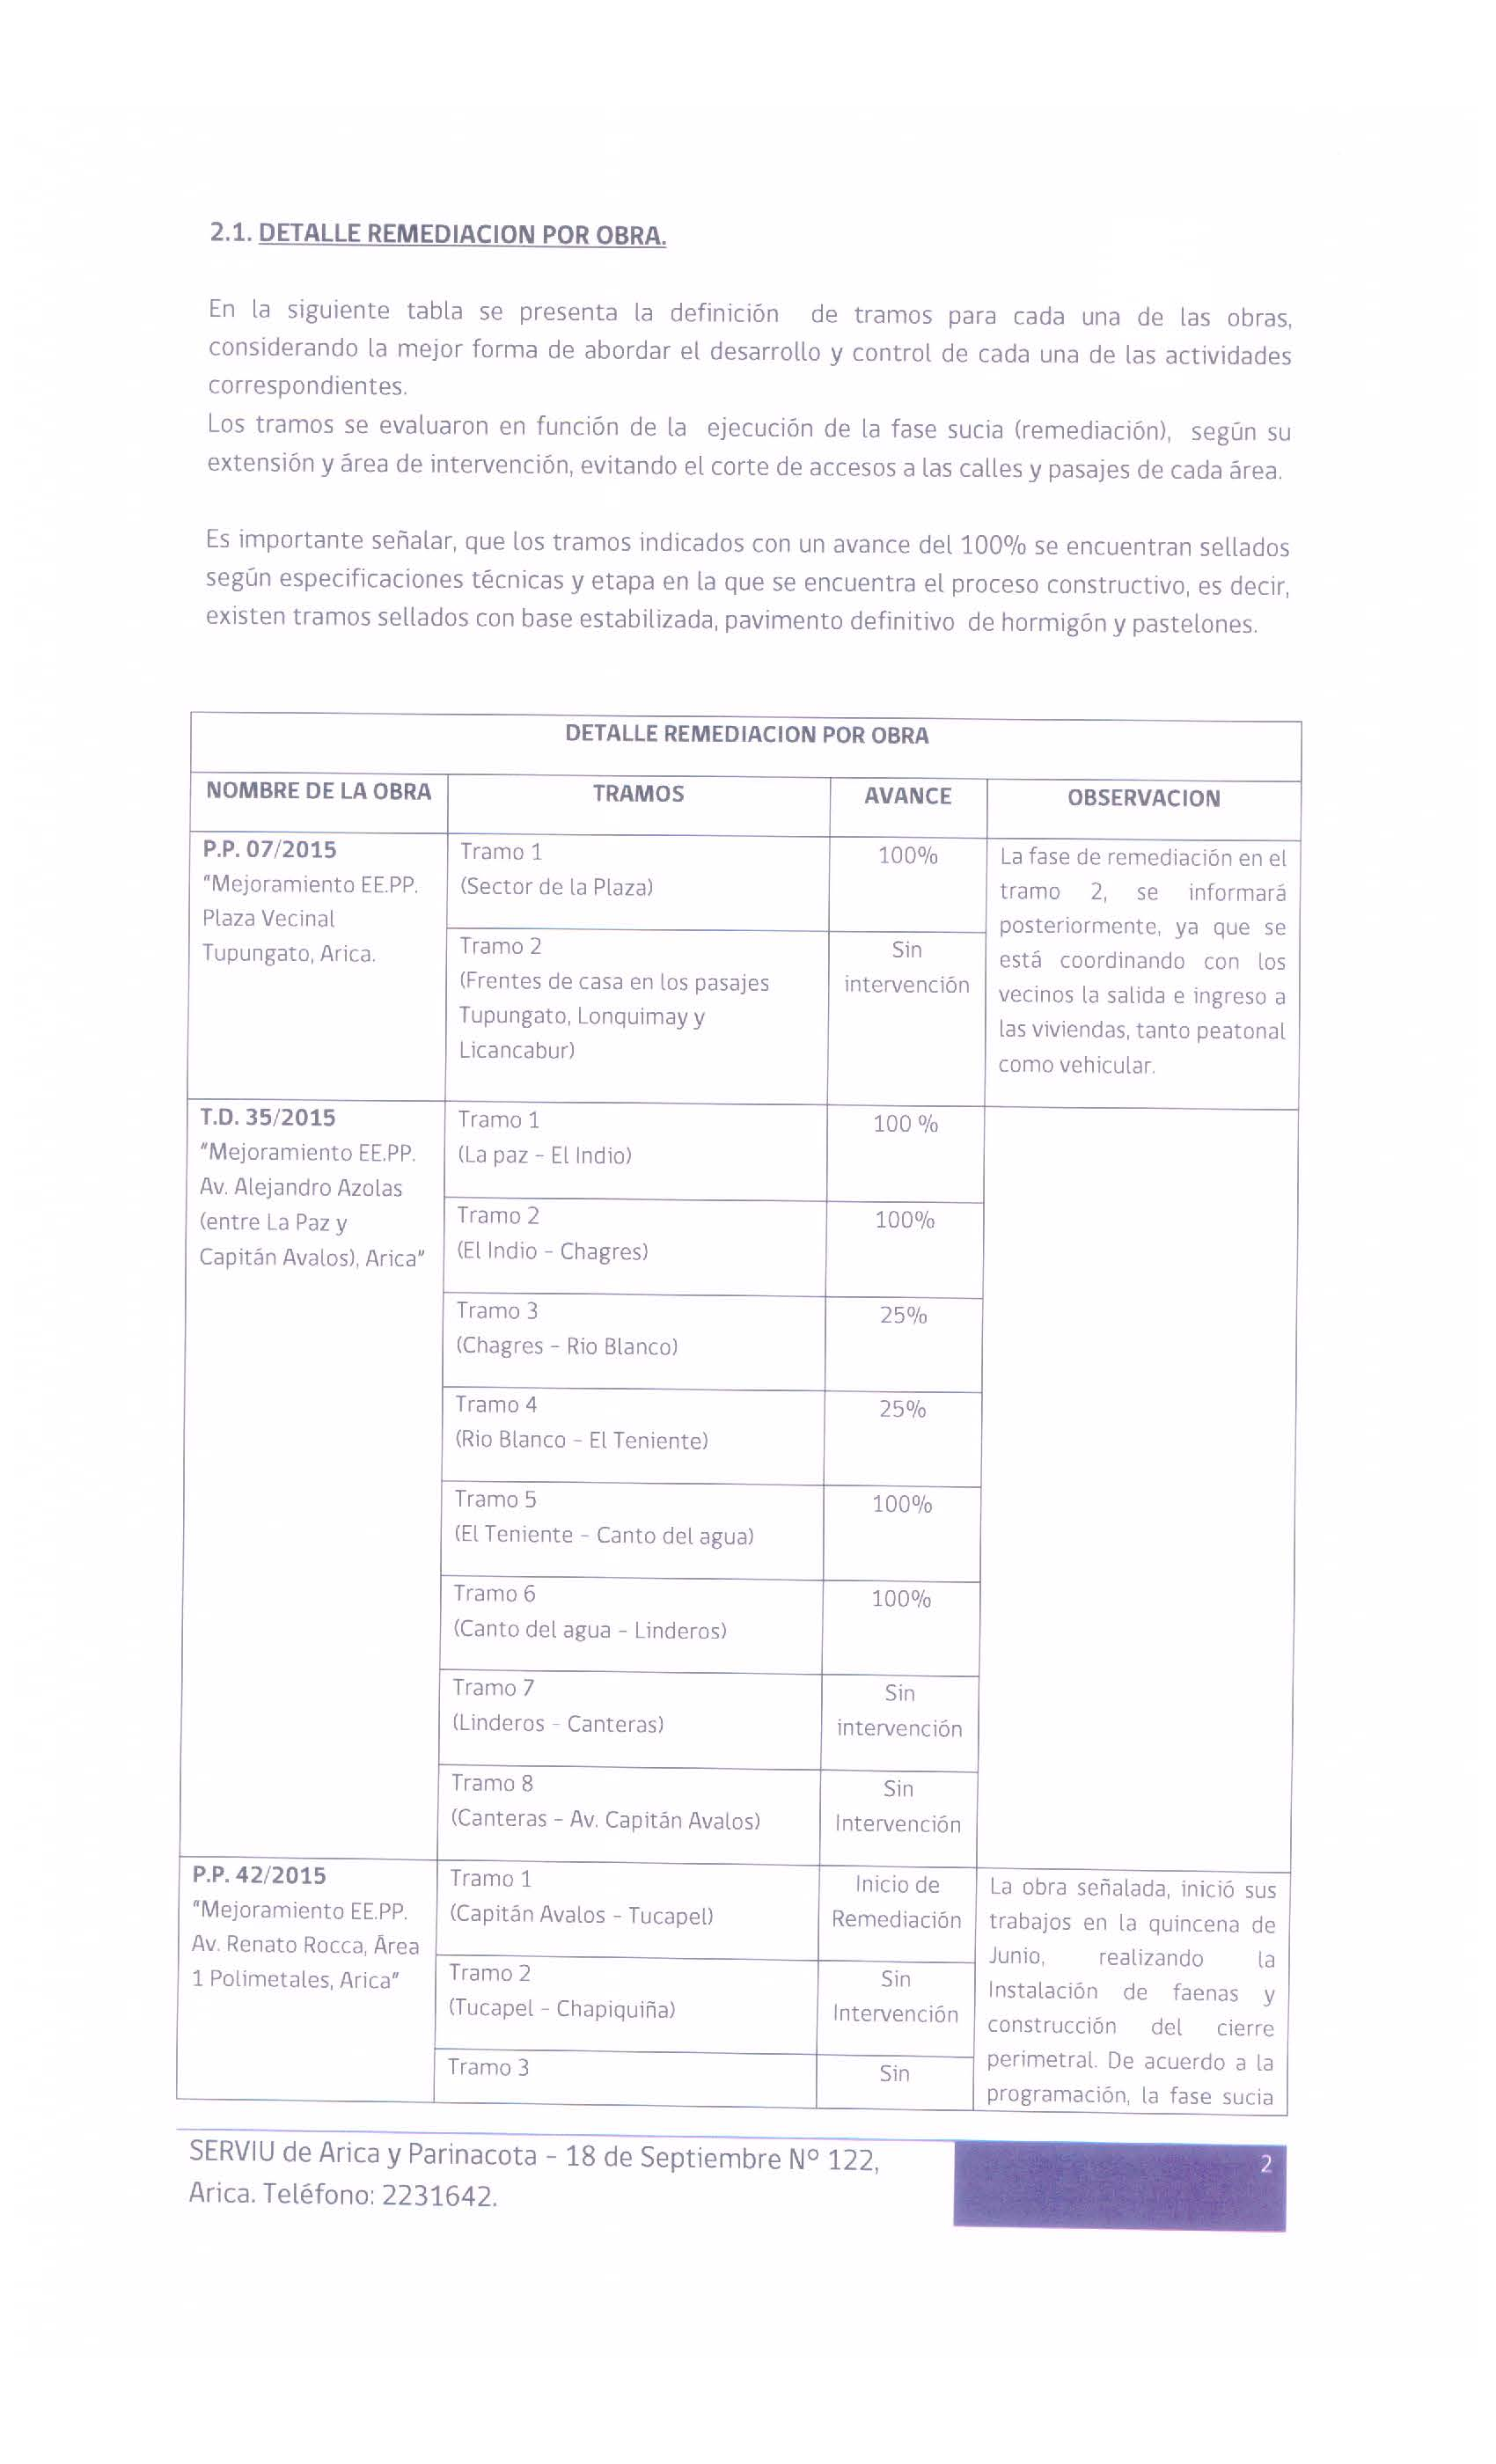 2.1. DETALLE REMEDIACION POR OBRA.
En la siguiente tabla se presenta la definición de tramos para cada una de las obras,
considerando la mejor forma de abordar el desarrollo y control de cada una de las actividades
correspondientes.
Los tramos se evaluaron en función de la ejecución de la fase sucia (remediación), según su
extensión y área de intervención, evitando el corte de accesos a las calles y pasajes de cada área.
Es importante señalar, que los tramos indicados con un avance del 100% se encuentran sellados
según especificaciones técnicas y etapa en la que se encuentra el proceso constructivo, es decir,
existen tramos sellados con base estabilizada, pavimento definitivo de hormigón y pastelones.
DETALLE REMEDIACION POR OBRA
NOMBRE DE LA OBRA
TRAMOS
AVANCE
OBSERVACION
P.P. 07/2015
"Mejoramiento EE.PP.
Plaza Vecinal
Tupungato, Arica.
Tramo 1
(Sector de la Plaza)
100%
Tramo 2
(Frentes de casa en los pasajes
Tupungato, Lonquimay y
Licancabur)
Sin
intervención
La fase de remediación en el
tramo 2, se informará
posteriormente, ya que se
está coordinando con los
vecinos la salida e ingreso a
las viviendas, tanto peatonal
como vehicular.
T.D. 35/2015
"Mejoramiento EE.PP.
Av. Alejandro Azolas
(entre La Paz y
Capitán Avalos), Arica"
Tramo 1
(La paz - El Indio)
100 %
Tramo 2
(El Indio - Chagres)
100%
Tramo 3
(Chagres - Rio Blanco)
25%
Tramo 4
(Rio Blanco - El Teniente)
25%
Tramo 5
(El Teniente - Canto del agua)
100%
Tramo 6
(Canto del agua - Linderos)
100%
Tramo 7
(Linderos - Canteras)
Sin
intervención
Tramo 8
(Canteras - Av. Capitán Avalos)
Sin
Intervención
P.P. 42/2015
"Mejoramiento EE.PP.
Av. Renato Rocca, Área
1 Polimetales, Arica"
Tramo 1
(Capitán Avalos - Tucapel)
Inicio de
Remediación
Tramo 2
(Tucapel - Chapiquiña)
Sin
Intervención
Tramo 3
Sin
La obra señalada, inició sus
trabajos en la quincena de
Junio, realizando la
Instalación de faenas y
construcción del cierre
perimetral. De acuerdo a la
programación, la fase sucia
SERVIU de Arica y Parinacota - 18 de Septiembre Nº 122,
Arica. Teléfono: 2231642.
2